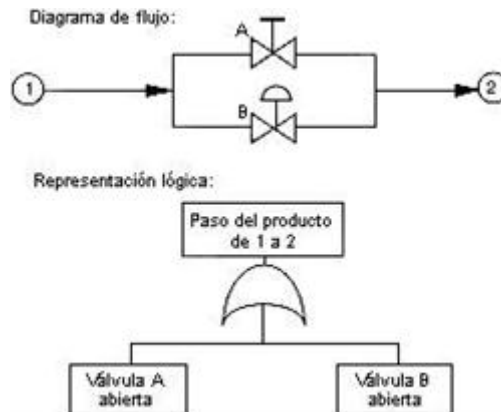 Diagrama de flujo:
A
1
2
B
Representación lógica:
Paso del producto
de 1 a 2
Válvula A
abierta
Válvula B
abierta